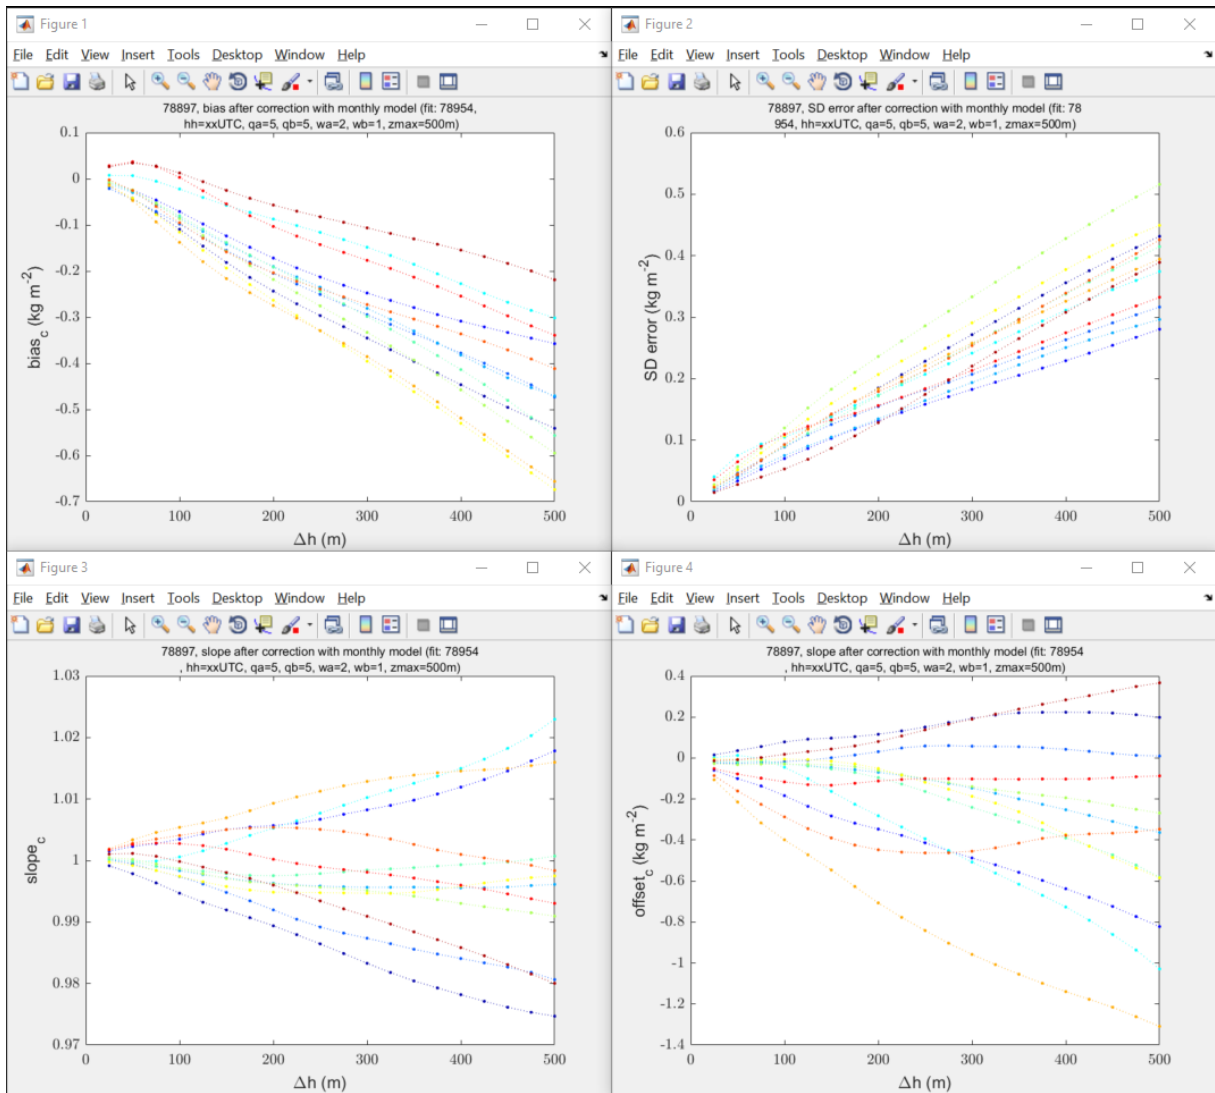 Figure 1
File Edit View Insert Tools Desktop Window Help
78897, bias after correction with monthly model (fit: 78954,
hh=xxUTC, qa=5, qb=5, wa=2, wb=1, zmax=500m)
0.1
0
-0.1
-0.2
-0.3
-0.4
-0.5
-0.6
-0.7
bias_c (kg m^-2)
0 100 200 300 400 500
Δh (m)
Figure 2
File Edit View Insert Tools Desktop Window Help
78897, SD error after correction with monthly model (fit: 78
954, hh=xxUTC, qa=5, qb=5, wa=2, wb=1, zmax=500m)
0.6
0.5
0.4
0.3
0.2
0.1
0
SD error (kg m^-2)
0 100 200 300 400 500
Δh (m)
Figure 3
File Edit View Insert Tools Desktop Window Help
78897, slope after correction with monthly model (fit: 78954
, hh=xxUTC, qa=5, qb=5, wa=2, wb=1, zmax=500m)
1.03
1.02
1.01
1
0.99
0.98
0.97
slope_c
0 100 200 300 400 500
Δh (m)
Figure 4
File Edit View Insert Tools Desktop Window Help
78897, slope after correction with monthly model (fit: 78954
, hh=xxUTC, qa=5, qb=5, wa=2, wb=1, zmax=500m)
0.4
0.2
0
-0.2
-0.4
-0.6
-0.8
-1
-1.2
-1.4
offset_c (kg m^-2)
0 100 200 300 400 500
Δh (m)